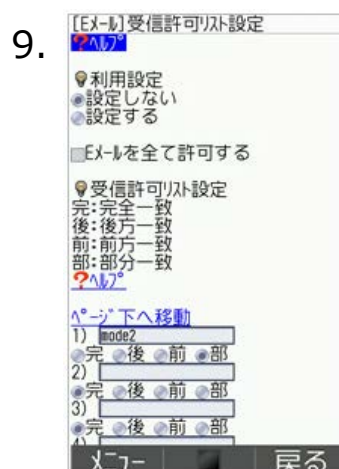 9.
[Eメール]受信許可リスト設定
?ヘルプ
利用設定
設定しない
設定する
Eメールを全て許可する
受信許可リスト設定
完:完全一致
後:後方一致
前:前方一致
部:部分一致
?ヘルプ
ページ下へ移動
1) mode2
完 後 前 部
2)
完 後 前 部
3)
完 後 前 部
4)
メニュー 戻る